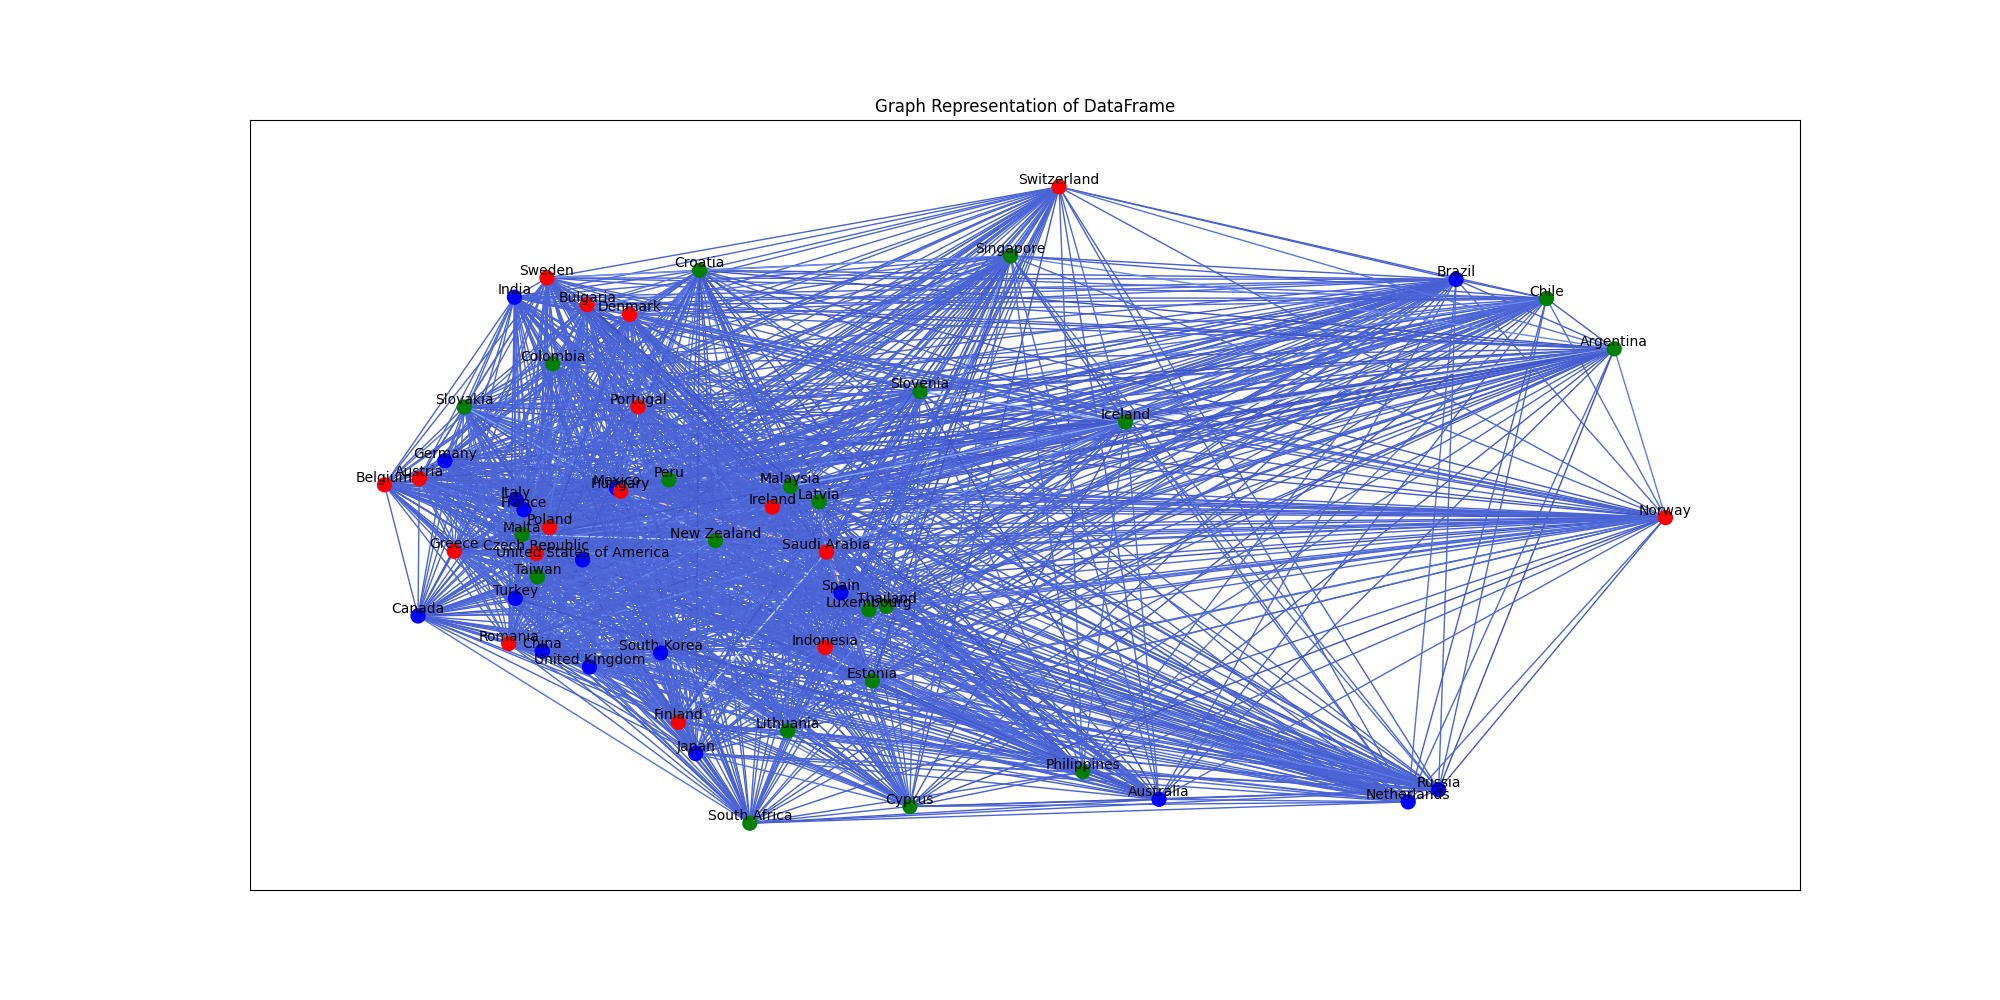 Graph Representation of DataFrame
Switzerland
Singapore
Croatia
Sweden
Brazil
India
Chile
Bulgaria
Denmark
Argentina
Colombia
Slovenia
Slovakia
Portugal
Iceland
Germany
Austria
Belgium
Peru
Malaysia
Mexico
Hungary
Italy
Latvia
Ireland
France
Norway
Poland
Malta
New Zealand
Greece
Czech Republic
Saudi Arabia
United States of America
Taiwan
Spain
Turkey
Thailand
Luxembourg
Canada
Romania
Indonesia
China
South Korea
United Kingdom
Estonia
Finland
Lithuania
Japan
Philippines
Russia
Australia
Netherlands
Cyprus
South Africa